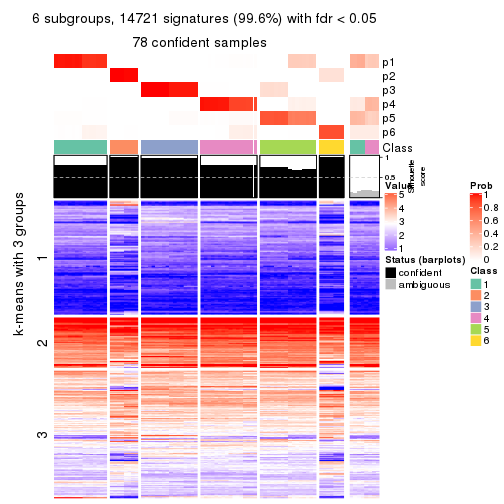 6 subgroups, 14721 signatures (99.6%) with fdr < 0.05
78 confident samples
p1
p2
p3
p4
p5
p6
Class
1
0.5
0
Silhouette
score
k-means with 3 groups
1
2
3
Value
5
4
3
2
1
Status (barplots)
confident
ambiguous
Prob
1
0.8
0.6
0.4
0.2
0
Class
1
2
3
4
5
6